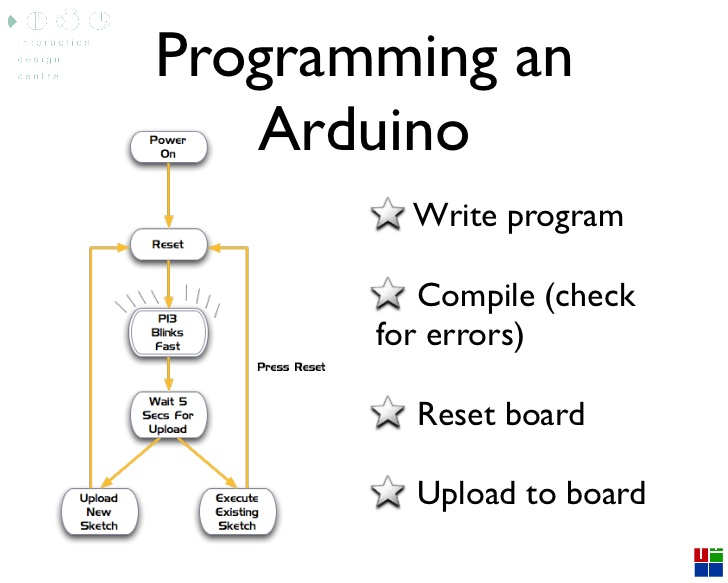 interaction
design
centre
Programming an
Arduino
Power
On
Reset
P13
Blinks
Fast
Press Reset
Wait 5
Secs For
Upload
Upload
New
Sketch
Execute
Existing
Sketch
Write program
Compile (check
for errors)
Reset board
Upload to board